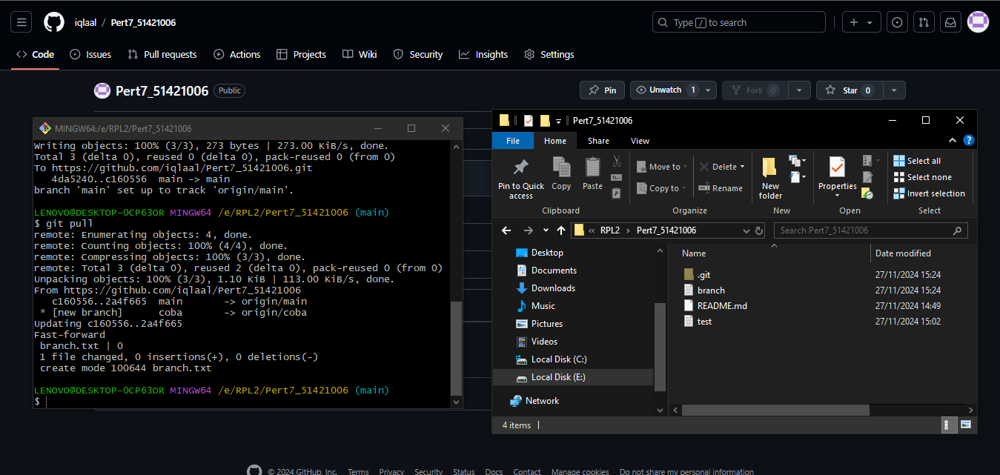 iqlaal / Pert7_51421006
Type / to search
Code Issues Pull requests Actions Projects Wiki Security Insights Settings
Pert7_51421006 Public
Pin Unwatch 1 Fork 0 Star 0
MINGW64:/e/RPL2/Pert7_51421006
Writing objects: 100% (3/3), 273 bytes | 273.00 KiB/s, done.
Total 3 (delta 0), reused 0 (delta 0), pack-reused 0 (from 0)
To https://github.com/iqlaal/Pert7_51421006.git
4da5240..c160556 main -> main
branch 'main' set up to track 'origin/main'.
LENOVO@DESKTOP-0CP63OR MINGW64 /e/RPL2/Pert7_51421006 (main)
$ git pull
remote: Enumerating objects: 4, done.
remote: Counting objects: 100% (4/4), done.
remote: Compressing objects: 100% (3/3), done.
remote: Total 3 (delta 0), reused 2 (delta 0), pack-reused 0 (from 0)
Unpacking objects: 100% (3/3), 1.10 KiB | 113.00 KiB/s, done.
From https://github.com/iqlaal/Pert7_51421006
c160556..2a4f665 main -> origin/main
* [new branch] coba -> origin/coba
Updating c160556..2a4f665
Fast-forward
branch.txt | 0
1 file changed, 0 insertions(+), 0 deletions(-)
create mode 100644 branch.txt
LENOVO@DESKTOP-0CP63OR MINGW64 /e/RPL2/Pert7_51421006 (main)
$
Pert7_51421006
File Home Share View
Pin to Quick access
Copy
Paste
Clipboard
Move to
Copy to
Delete
Rename
Organize
New folder
New
Properties
Open
Select all
Select none
Invert selection
Select
« RPL2 > Pert7_51421006
Search Pert7_51421006
Desktop
Documents
Downloads
Music
Pictures
Videos
Local Disk (C:)
Local Disk (E:)
Network
Name Date modified
.git 27/11/2024 15:24
branch 27/11/2024 15:24
README.md 27/11/2024 14:49
test 27/11/2024 15:02
4 items
© 2024 GitHub, Inc. Terms Privacy Security Status Docs Contact Manage cookies Do not share my personal information